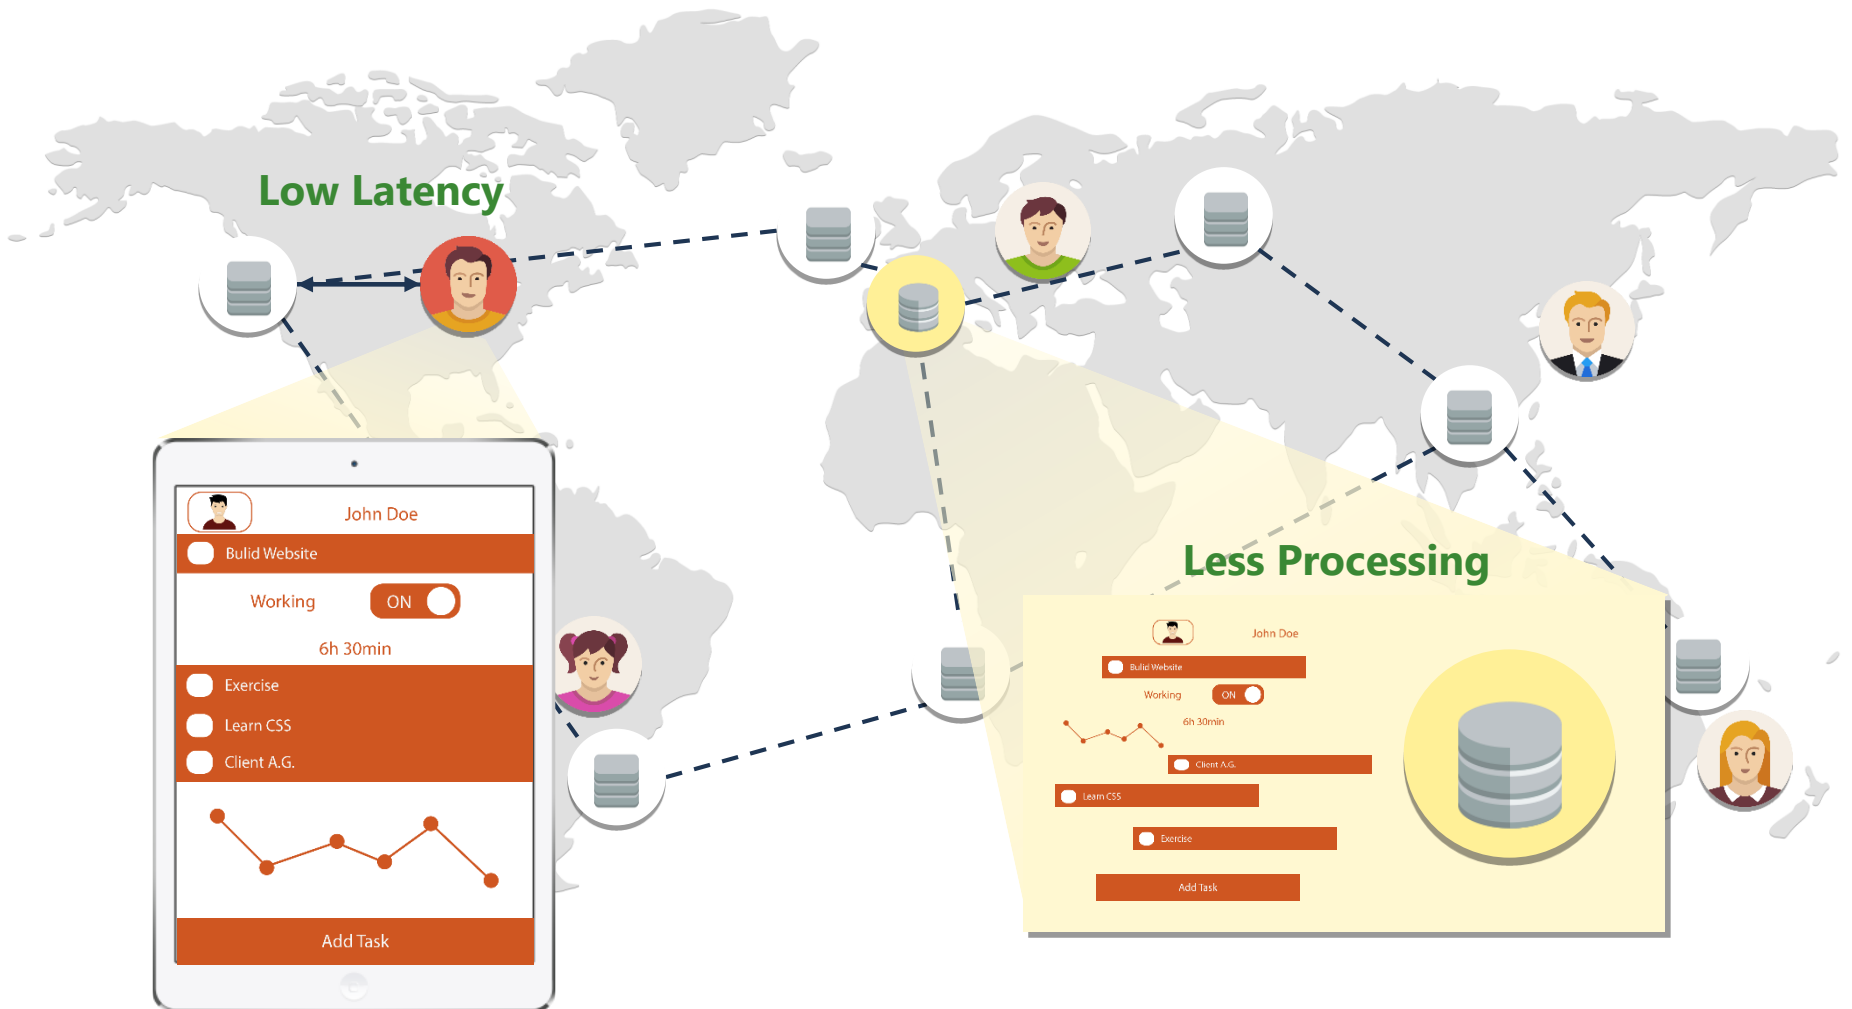 Low Latency
John Doe
Bulid Website
Working
ON
6h 30min
Exercise
Learn CSS
Client A.G.
Add Task
Less Processing
John Doe
Bulid Website
Working
ON
6h 30min
Client A.G.
Learn CSS
Exercise
Add Task